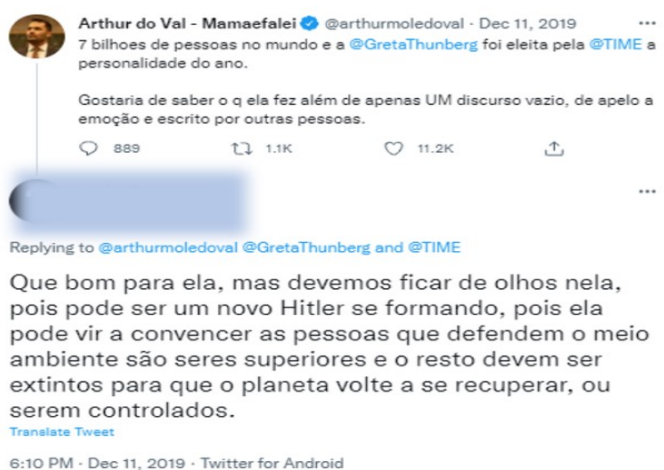 Arthur do Val - Mamaefalei @arthurmoledoval · Dec 11, 2019 ···
7 bilhoes de pessoas no mundo e a @GretaThunberg foi eleita pela @TIME a
personalidade do ano.
Gostaria de saber o q ela fez além de apenas UM discurso vazio, de apelo a
emoção e escrito por outras pessoas.
889 1.1K 11.2K
···
Replying to @arthurmoledoval @GretaThunberg and @TIME
Que bom para ela, mas devemos ficar de olhos nela,
pois pode ser um novo Hitler se formando, pois ela
pode vir a convencer as pessoas que defendem o meio
ambiente são seres superiores e o resto devem ser
extintos para que o planeta volte a se recuperar, ou
serem controlados.
Translate Tweet
6:10 PM · Dec 11, 2019 · Twitter for Android